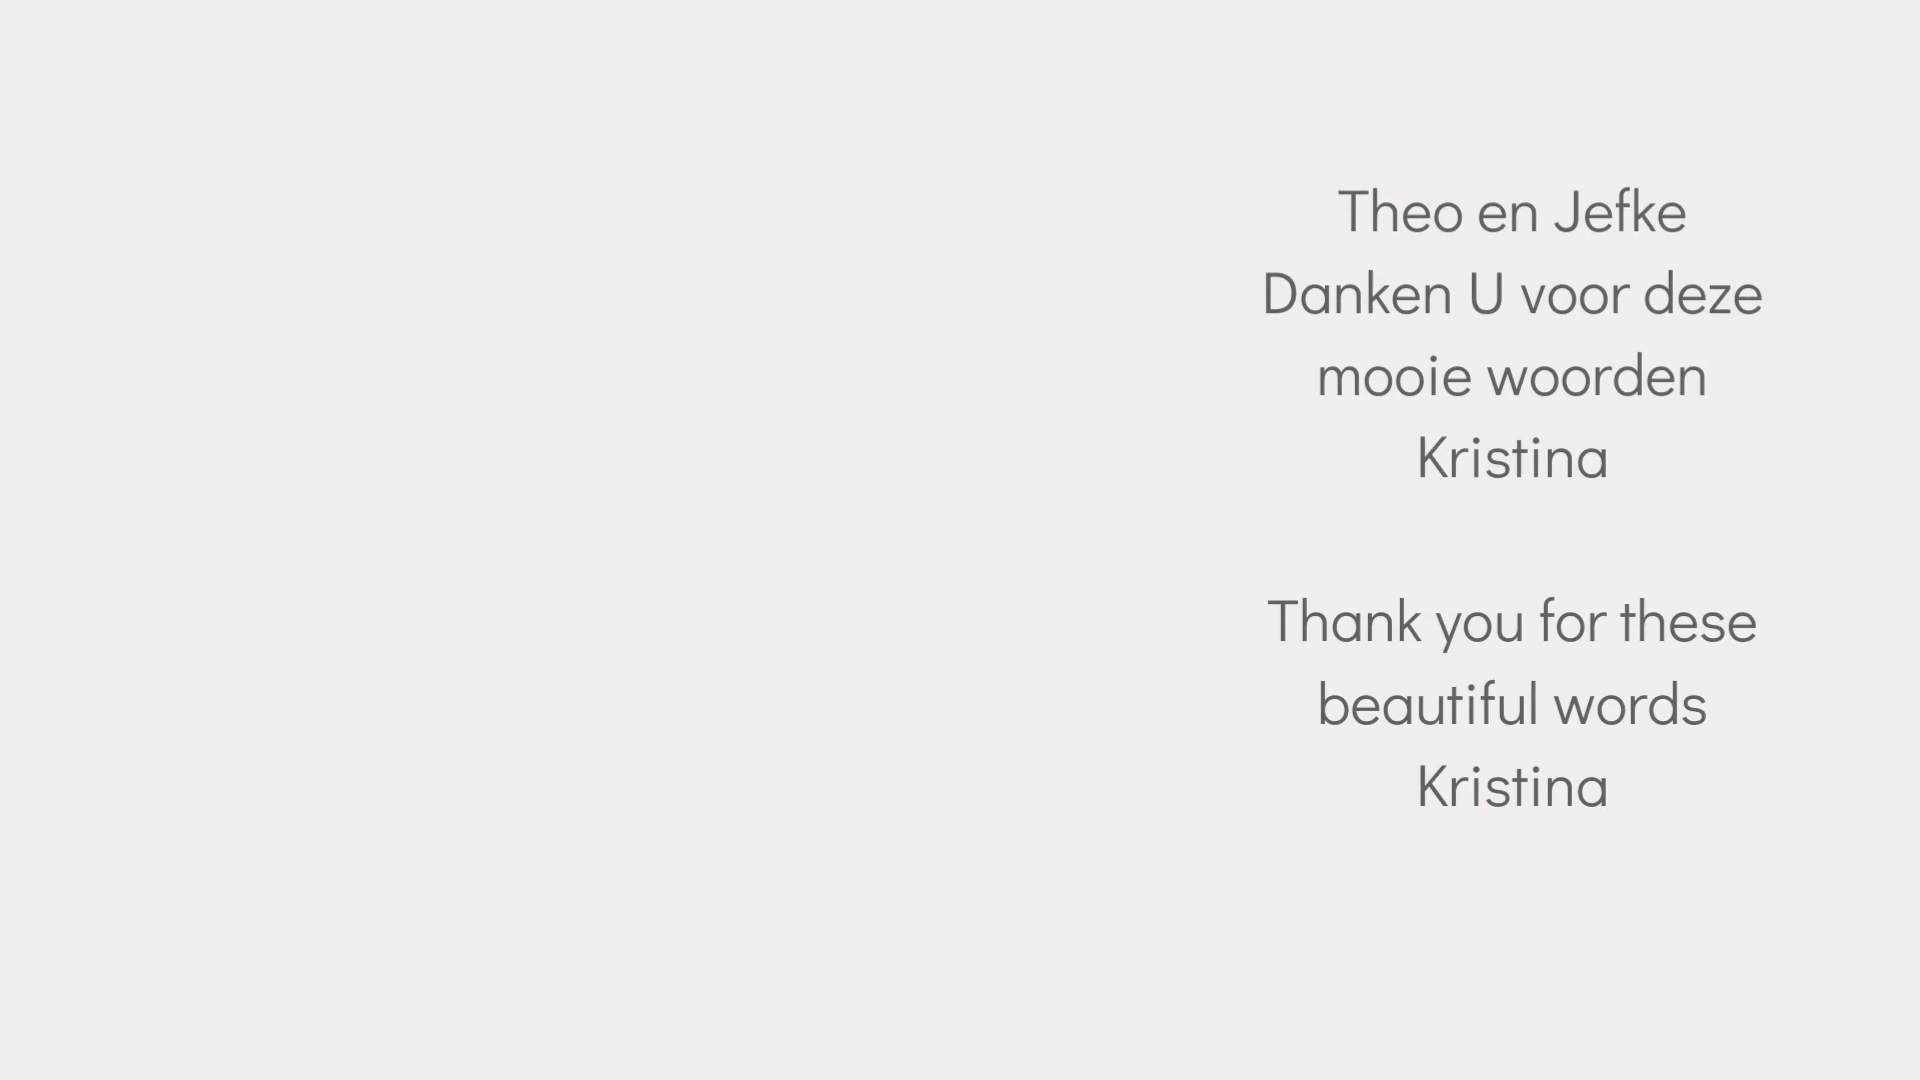 Theo en Jefke
Danken U voor deze
mooie woorden
Kristina
Thank you for these
beautiful words
Kristina